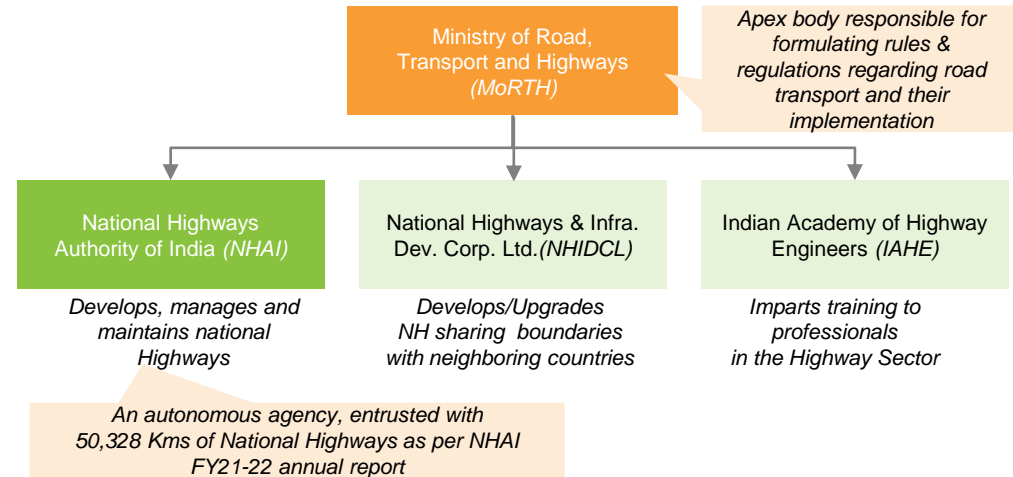 Ministry of Road,
Transport and Highways
(MoRTH)
Apex body responsible for
formulating rules &
regulations regarding road
transport and their
implementation
National Highways
Authority of India (NHAI)
National Highways & Infra.
Dev. Corp. Ltd.(NHIDCL)
Indian Academy of Highway
Engineers (IAHE)
Develops, manages and
maintains national
Highways
Develops/Upgrades
NH sharing boundaries
with neighboring countries
Imparts training to
professionals
in the Highway Sector
An autonomous agency, entrusted with
50,328 Kms of National Highways as per NHAI
FY21-22 annual report